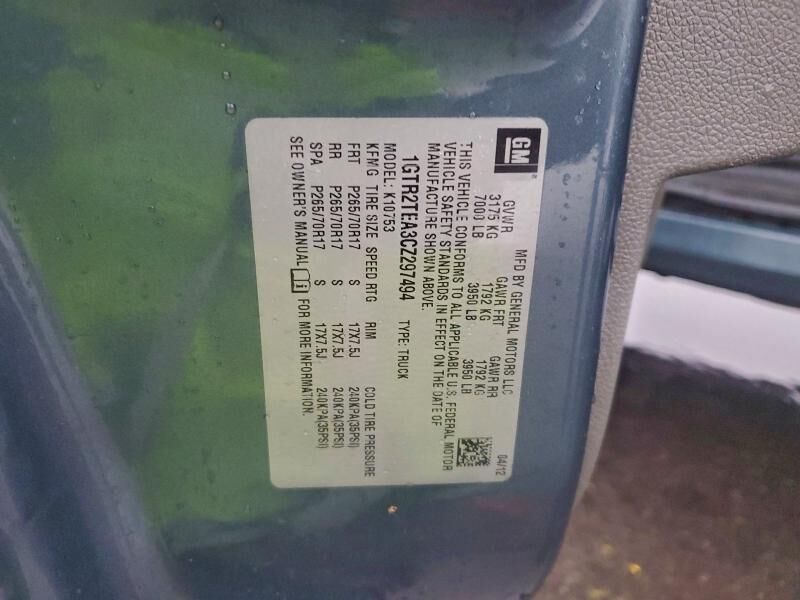 GM
MFD BY GENERAL MOTORS LLC 04/12
GVWR GAWR FRT GAWR RR
3175 KG 1792 KG 1792 KG
7000 LB 3950 LB 3950 LB
THIS VEHICLE CONFORMS TO ALL APPLICABLE U.S. FEDERAL MOTOR
VEHICLE SAFETY STANDARDS IN EFFECT ON THE DATE OF
MANUFACTURE SHOWN ABOVE.
1GTR2TEA3CZ297494 TYPE: TRUCK
MODEL: K10753
KFMG TIRE SIZE SPEED RTG RIM COLD TIRE PRESSURE
FRT P265/70R17 S 17X7.5J 240KPA(35PSI)
RR P265/70R17 S 17X7.5J 240KPA(35PSI)
SPA P265/70R17 S 17X7.5J 240KPA(35PSI)
SEE OWNER'S MANUAL FOR MORE INFORMATION.